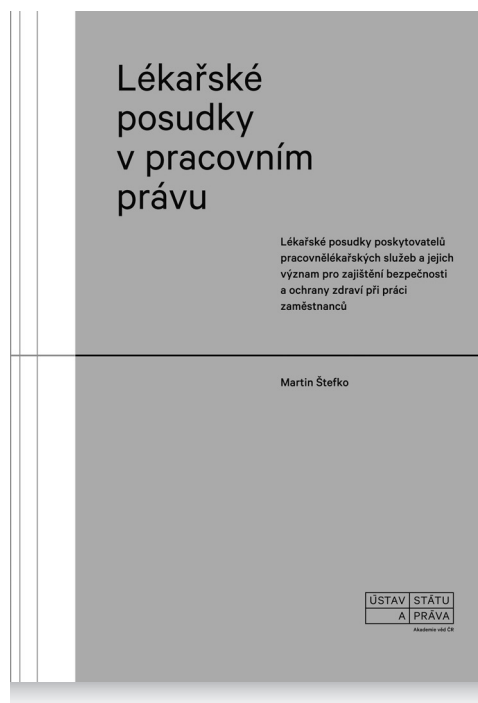 Lékařské
posudky
v pracovním
právu
Lékařské posudky poskytovatelů
pracovnělékařských služeb a jejich
význam pro zajištění bezpečnosti
a ochrany zdraví při práci
zaměstnanců
Martin Štefko
ÚSTAV STÁTU
A PRÁVA
Akademie věd ČR